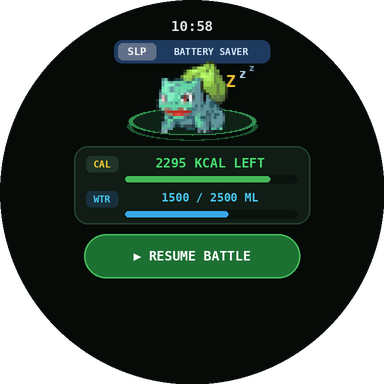 10:58
SLP BATTERY SAVER
Z z z
CAL 2295 KCAL LEFT
WTR 1500 / 2500 ML
▶ RESUME BATTLE